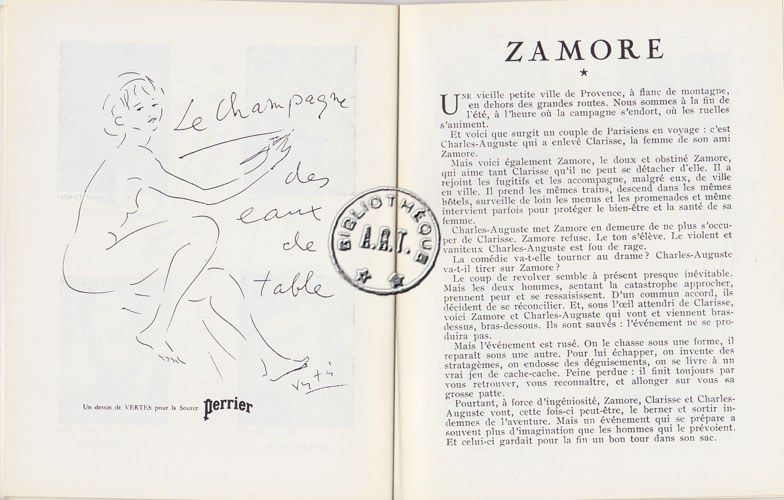 Le Champagne
des
eaux
de
table
Vertès
Un dessin de VERTES pour la Source Perrier
BIBLIOTHÈQUE
A.R.T.
ZAMORE
UNE vieille petite ville de Provence, à flanc de montagne,
en dehors des grandes routes. Nous sommes à la fin de
l'été, à l'heure où la campagne s'endort, où les ruelles
s'animent.
Et voici que surgit un couple de Parisiens en voyage : c'est
Charles-Auguste qui a enlevé Clarisse, la femme de son ami
Zamore.
Mais voici également Zamore, le doux et obstiné Zamore,
qui aime tant Clarisse qu'il ne peut se détacher d'elle. Il a
rejoint les fugitifs et les accompagne, malgré eux, de ville
en ville. Il prend les mêmes trains, descend dans les mêmes
hôtels, surveille de loin les menus et les promenades et même
intervient parfois pour protéger le bien-être et la santé de sa
femme.
Charles-Auguste met Zamore en demeure de ne plus s'occu-
per de Clarisse. Zamore refuse. Le ton s'élève. Le violent et
vaniteux Charles-Auguste est fou de rage.
La comédie va-t-elle tourner au drame ? Charles-Auguste
va-t-il tirer sur Zamore ?
Le coup de revolver semble à présent presque inévitable.
Mais les deux hommes, sentant la catastrophe approcher,
prennent peur et se ressaisissent. D'un commun accord, ils
décident de se réconcilier. Et, sous l'œil attendri de Clarisse,
voici Zamore et Charles-Auguste qui vont et viennent bras-
dessus, bras-dessous. Ils sont sauvés : l'événement ne se pro-
duira pas.
Mais l'événement est rusé. On le chasse sous une forme, il
reparaît sous une autre. Pour lui échapper, on invente des
stratagèmes, on endosse des déguisements, on se livre à un
vrai jeu de cache-cache. Peine perdue : il finit toujours par
vous retrouver, vous reconnaître, et allonger sur vous sa
grosse patte.
Pourtant, à force d'ingéniosité, Zamore, Clarisse et Charles-
Auguste vont, cette fois-ci peut-être, le berner et sortir in-
demnes de l'aventure. Mais un événement qui se prépare a
souvent plus d'imagination que les hommes qui le prévoient.
Et celui-ci gardait pour la fin un bon tour dans son sac.